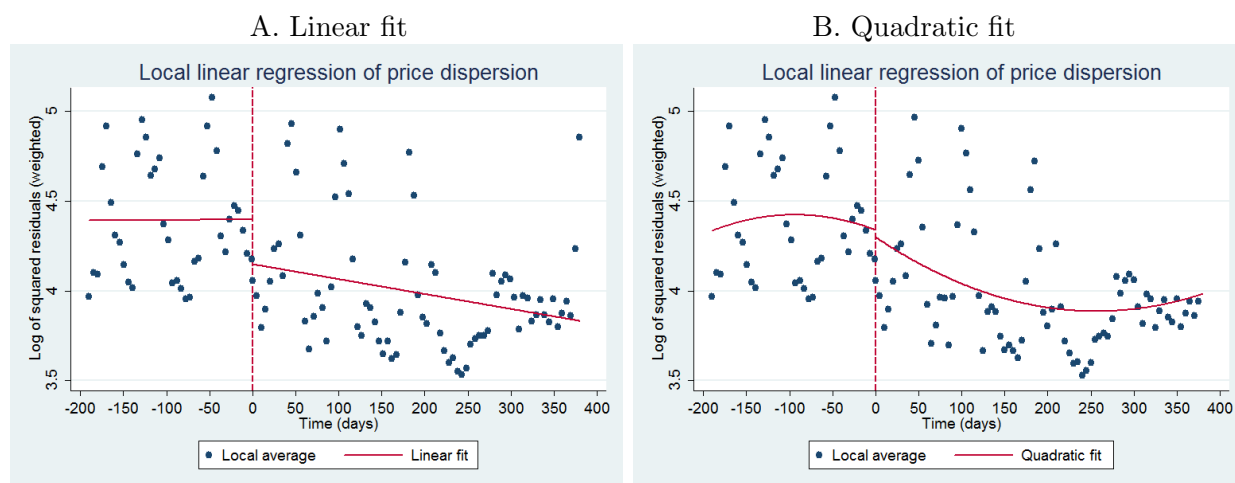 A. Linear fit
Local linear regression of price dispersion
Log of squared residuals (weighted)
5
4.5
4
3.5
-200 -150 -100 -50 0 50 100 150 200 250 300 350 400
Time (days)
Local average Linear fit
B. Quadratic fit
Local linear regression of price dispersion
Log of squared residuals (weighted)
5
4.5
4
3.5
-200 -150 -100 -50 0 50 100 150 200 250 300 350 400
Time (days)
Local average Quadratic fit